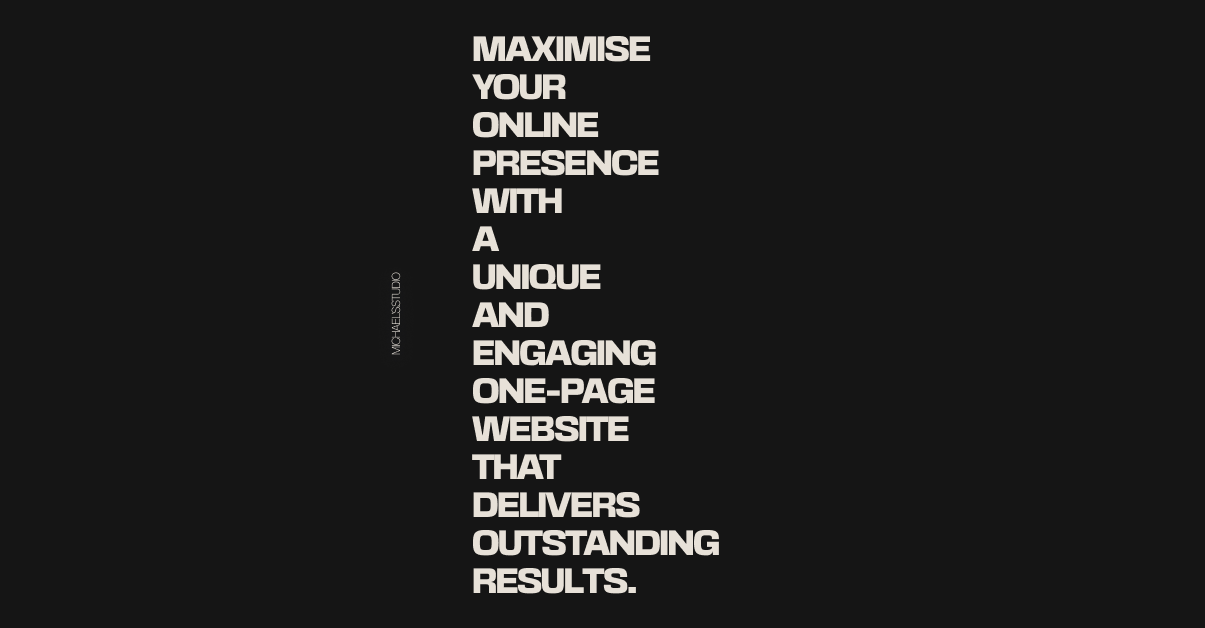 MAXIMISE
YOUR
ONLINE
PRESENCE
WITH
A
UNIQUE
AND
ENGAGING
ONE-PAGE
WEBSITE
THAT
DELIVERS
OUTSTANDING
RESULTS.
MICHAELSSTUDIO